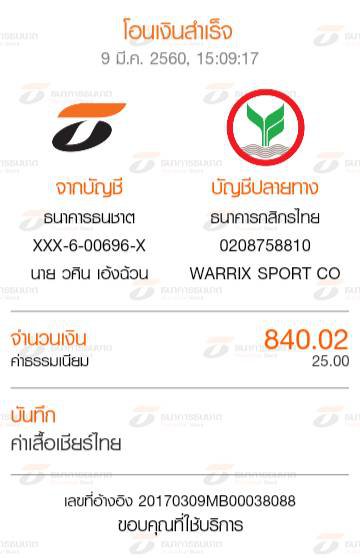 โอนเงินสำเร็จ
9 มี.ค. 2560, 15:09:17
จากบัญชี
ธนาคารธนชาต
XXX-6-00696-X
นาย วศิน เอ้งฉ้วน
บัญชีปลายทาง
ธนาคารกสิกรไทย
0208758810
WARRIX SPORT CO
จำนวนเงิน 840.02
ค่าธรรมเนียม 25.00
บันทึก
ค่าเสื้อเชียร์ไทย
เลขที่อ้างอิง 20170309MB00038088
ขอบคุณที่ใช้บริการ